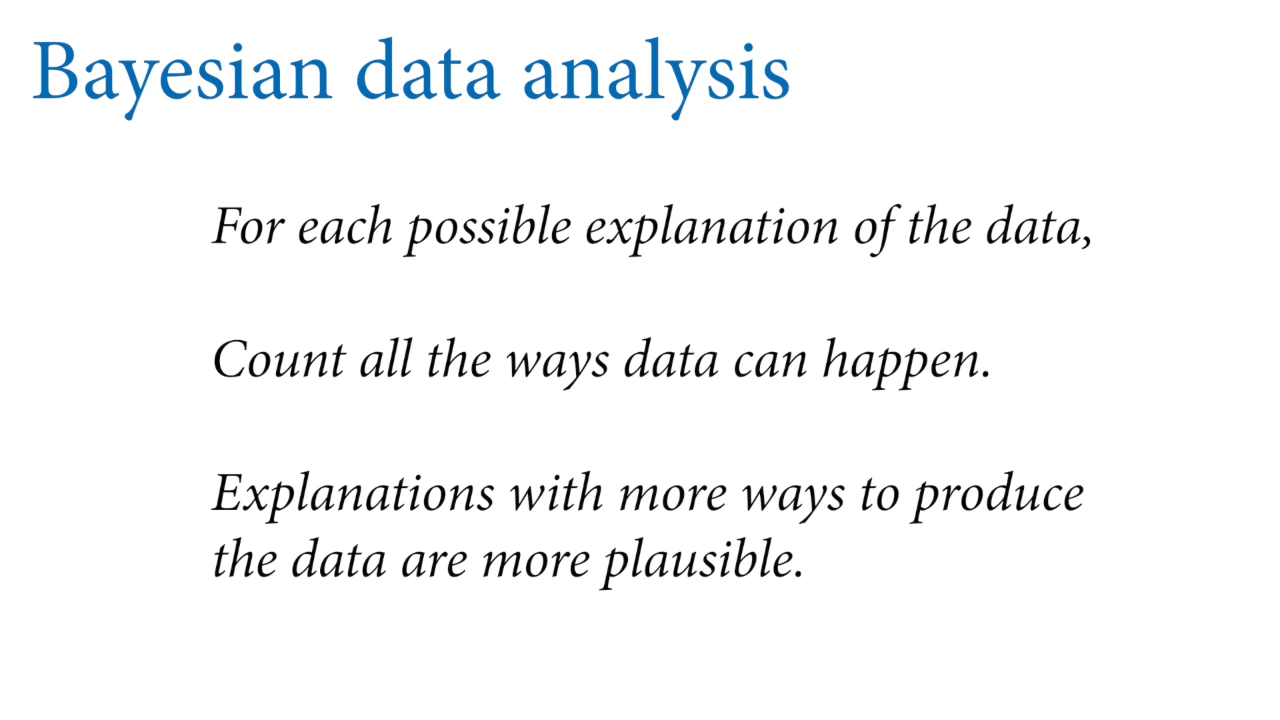 Bayesian data analysis
For each possible explanation of the data,
Count all the ways data can happen.
Explanations with more ways to produce
the data are more plausible.